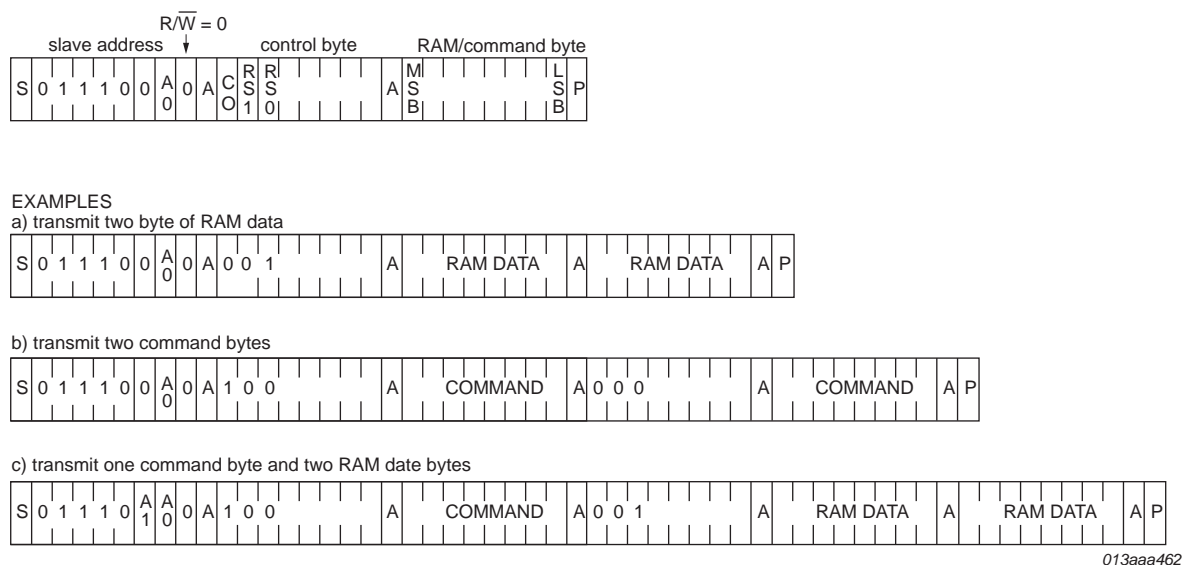 R/W = 0
slave address control byte RAM/command byte
S 0 1 1 1 0 0 A0 0 A CO RS1 RS0 A MSB LSB P
EXAMPLES
a) transmit two byte of RAM data
S 0 1 1 1 0 0 A0 0 A 0 0 1 A RAM DATA A RAM DATA A P
b) transmit two command bytes
S 0 1 1 1 0 0 A0 0 A 1 0 0 A COMMAND A 0 0 0 A COMMAND A P
c) transmit one command byte and two RAM date bytes
S 0 1 1 1 0 A1 A0 0 A 1 0 0 A COMMAND A 0 0 1 A RAM DATA A RAM DATA A P
013aaa462